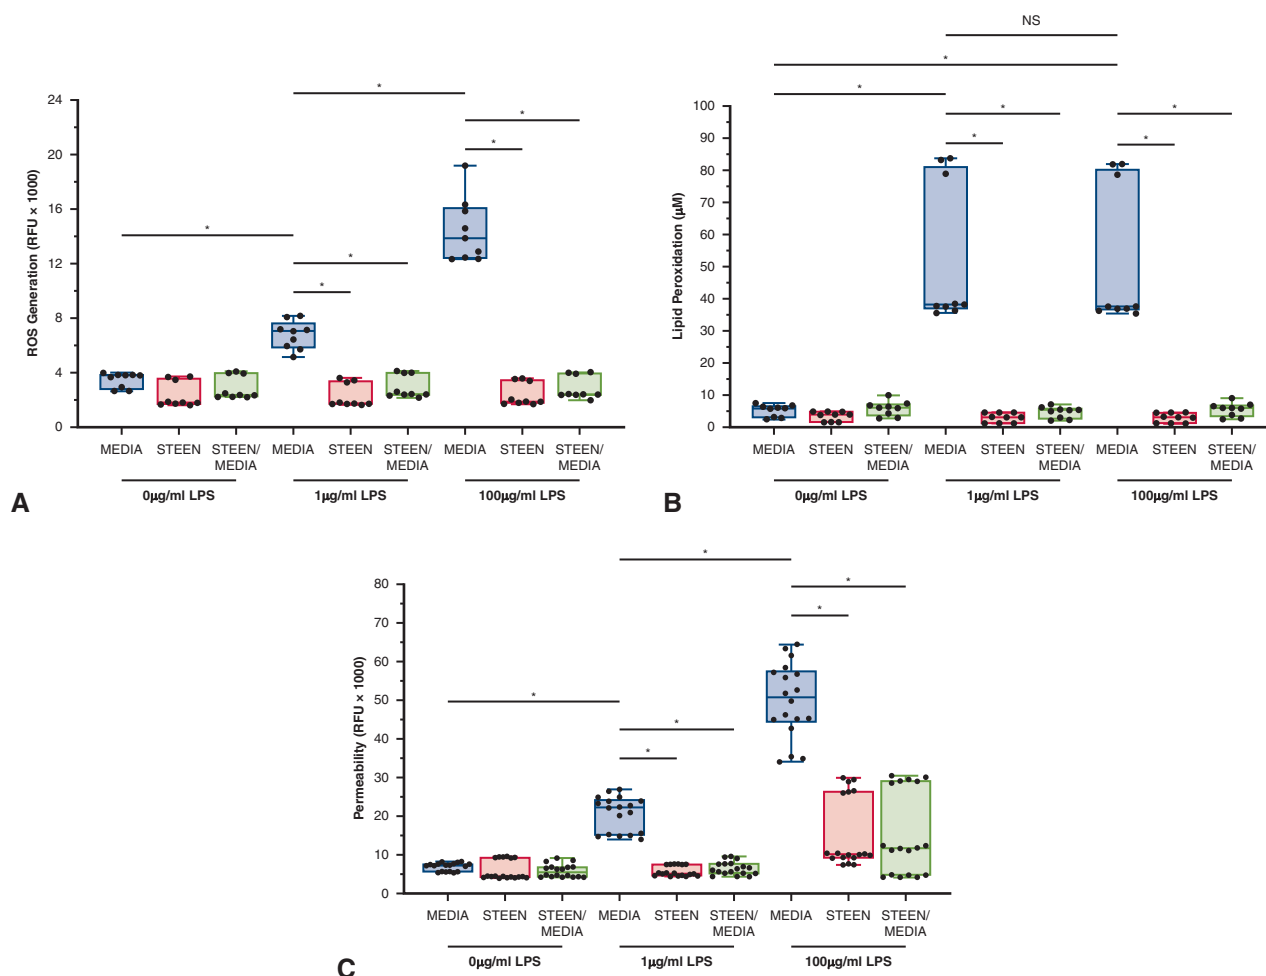 *
*
*
*
*
*
*
*
ROS Generation (RFU × 1000)
24
20
16
12
8
4
0
MEDIA STEEN STEEN/ MEDIA STEEN STEEN/ MEDIA STEEN STEEN/
MEDIA MEDIA MEDIA
0µg/ml LPS 1µg/ml LPS 100µg/ml LPS
A
NS
*
*
*
*
*
*
Lipid Peroxidation (µM)
100
90
80
70
60
50
40
30
20
10
0
MEDIA STEEN STEEN/ MEDIA STEEN STEEN/ MEDIA STEEN STEEN/
MEDIA MEDIA MEDIA
0µg/ml LPS 1µg/ml LPS 100µg/ml LPS
B
*
*
*
*
*
*
Permeability (RFU × 1000)
80
70
60
50
40
30
20
10
0
MEDIA STEEN STEEN/ MEDIA STEEN STEEN/ MEDIA STEEN STEEN/
MEDIA MEDIA MEDIA
0µg/ml LPS 1µg/ml LPS 100µg/ml LPS
C